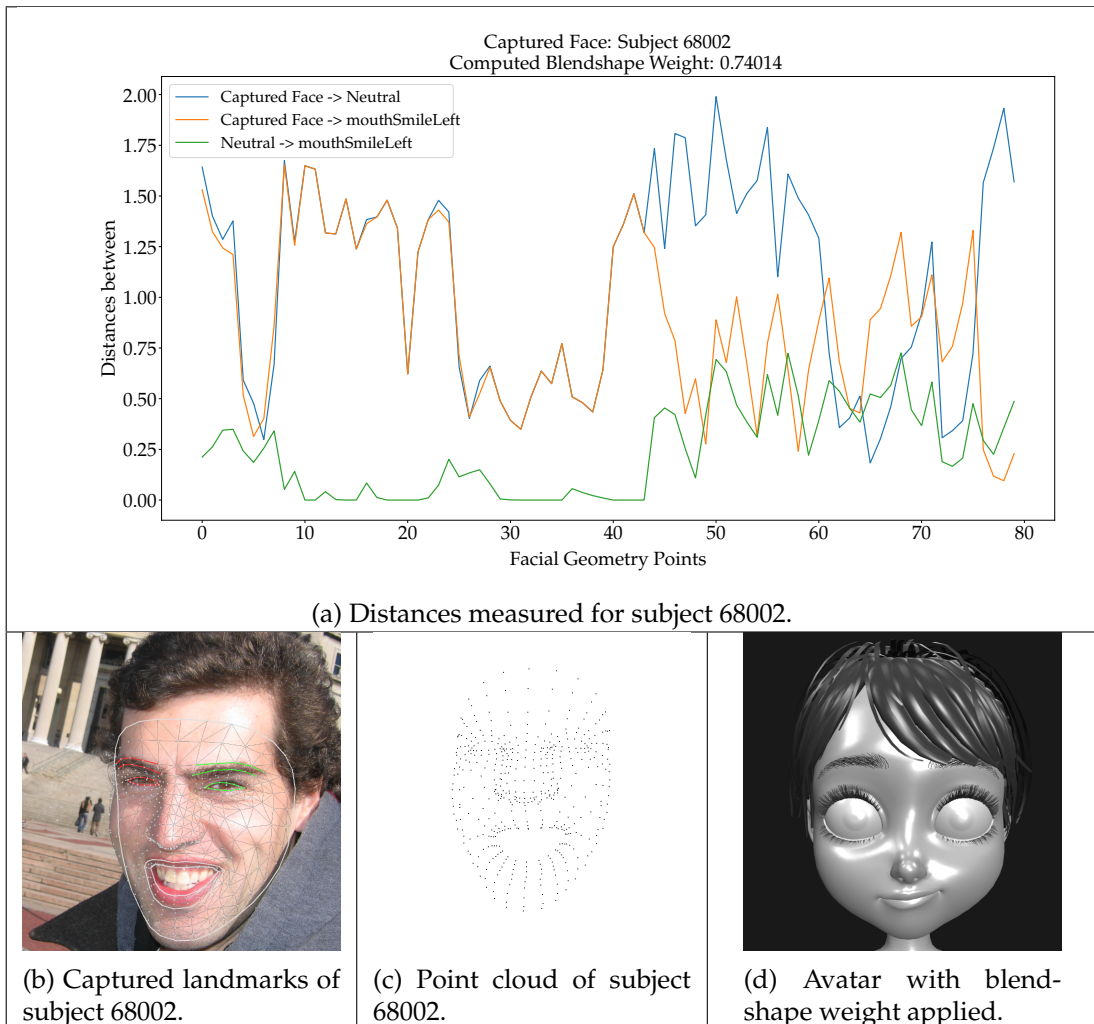 Captured Face: Subject 68002
Computed Blendshape Weight: 0.74014
2.00
1.75
1.50
1.25
1.00
0.75
0.50
0.25
0.00
Distances between
Captured Face -> Neutral
Captured Face -> mouthSmileLeft
Neutral -> mouthSmileLeft
0 10 20 30 40 50 60 70 80
Facial Geometry Points
(a) Distances measured for subject 68002.
(b) Captured landmarks of
subject 68002.
(c) Point cloud of subject
68002.
(d) Avatar with blend-
shape weight applied.